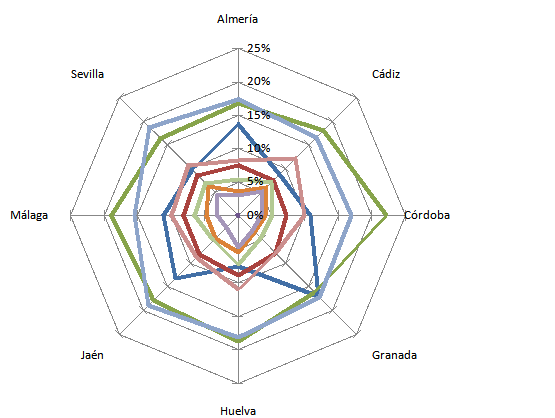 Almería
25%
Sevilla
Cádiz
20%
15%
10%
5%
Málaga
0%
Córdoba
Jaén
Granada
Huelva